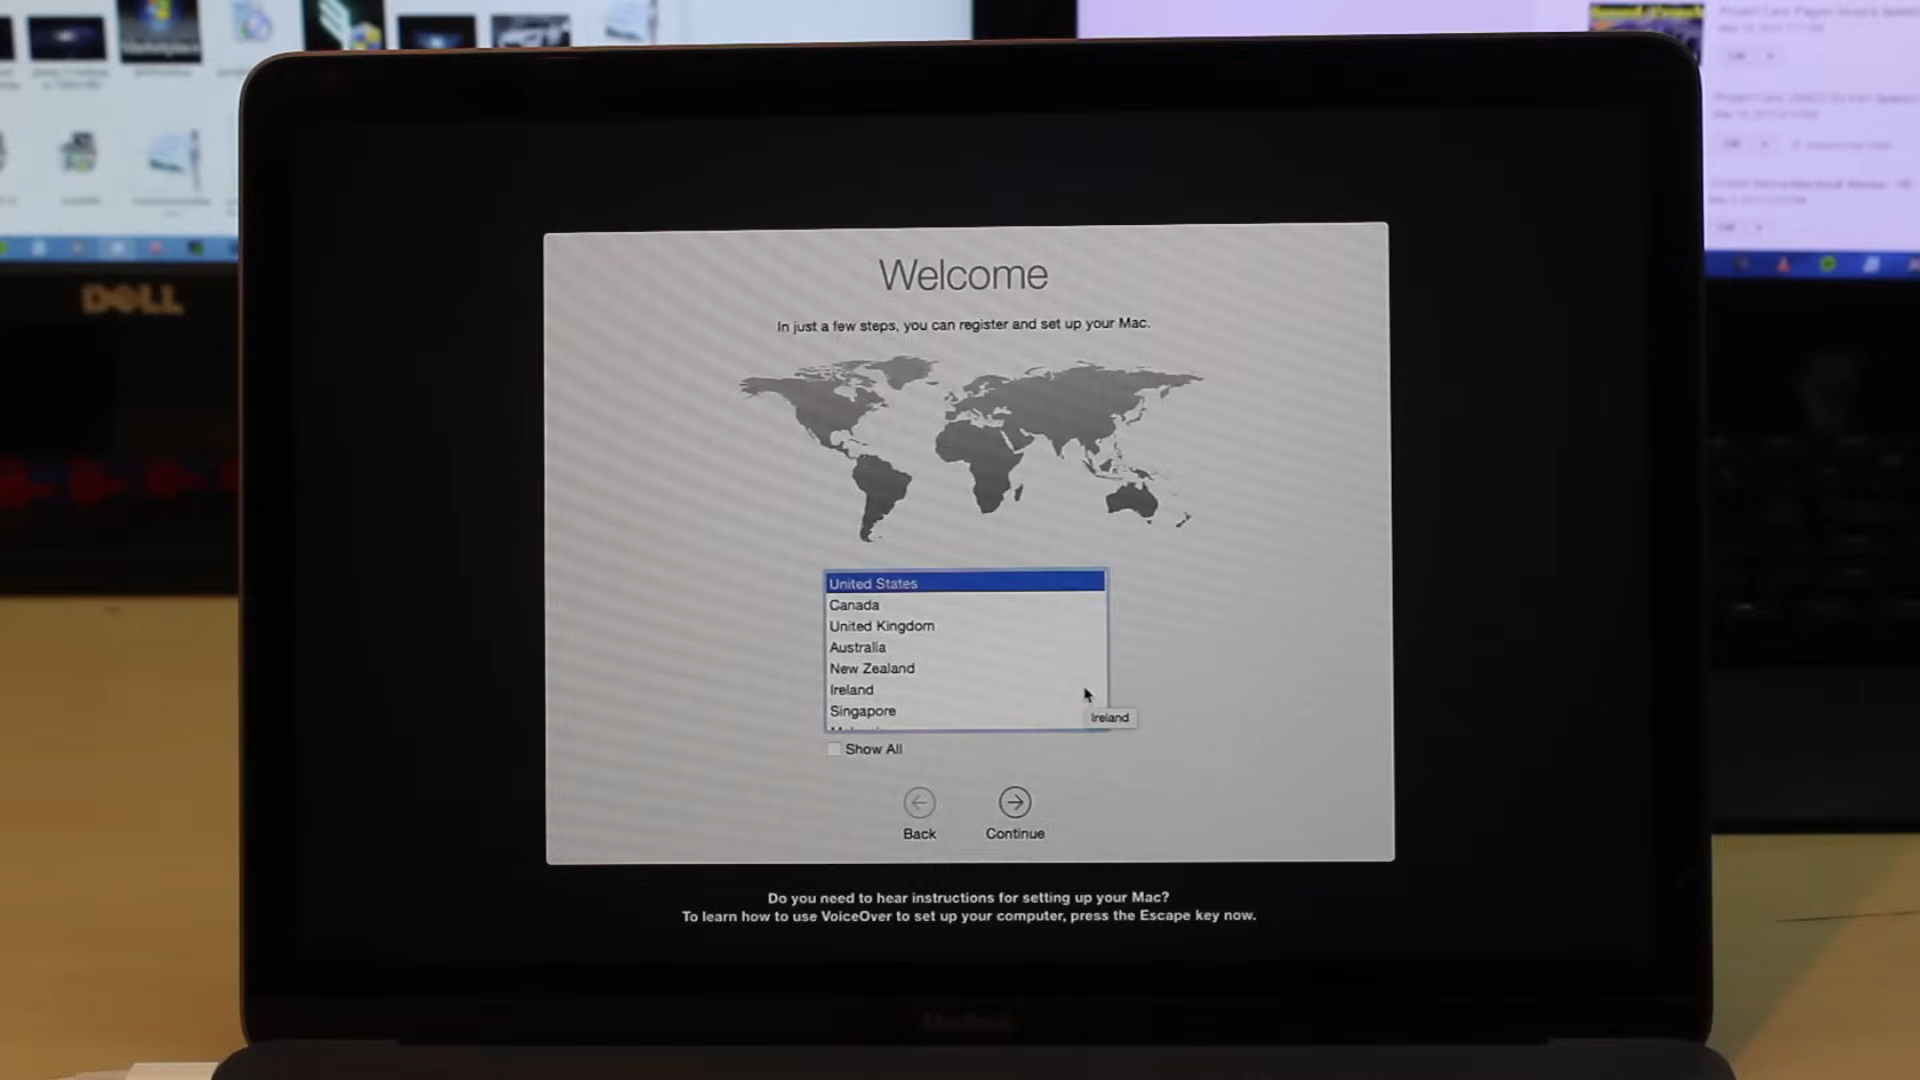 DOLL
Welcome
In just a few steps, you can register and set up your Mac.
United States
Canada
United Kingdom
Australia
New Zealand
Ireland
Singapore
Ireland
Show All
Back
Continue
Do you need to hear instructions for setting up your Mac?
To learn how to use VoiceOver to set up your computer, press the Escape key now.
MacBook